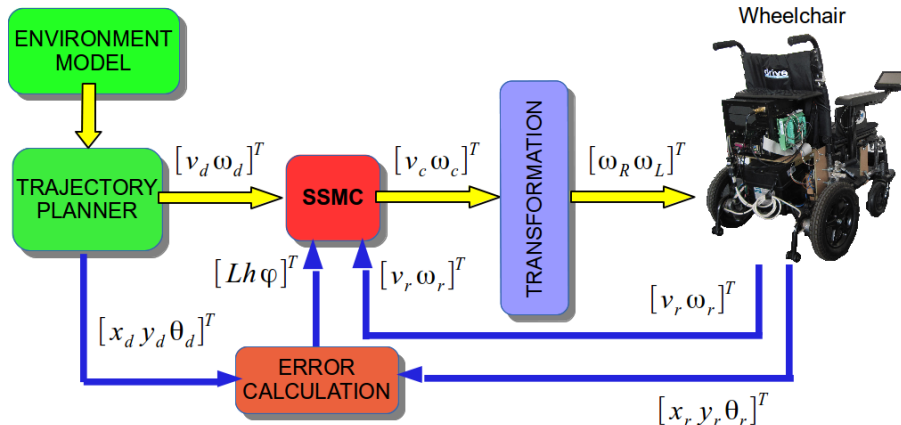 Wheelchair
ENVIRONMENT
MODEL
drive
[v_d ω_d]^T
[v_c ω_c]^T
[ω_R ω_L]^T
TRAJECTORY
PLANNER
SSMC
TRANSFORMATION
[L h φ]^T
[v_r ω_r]^T
[v_r ω_r]^T
[x_d y_d θ_d]^T
ERROR
CALCULATION
[x_r y_r θ_r]^T